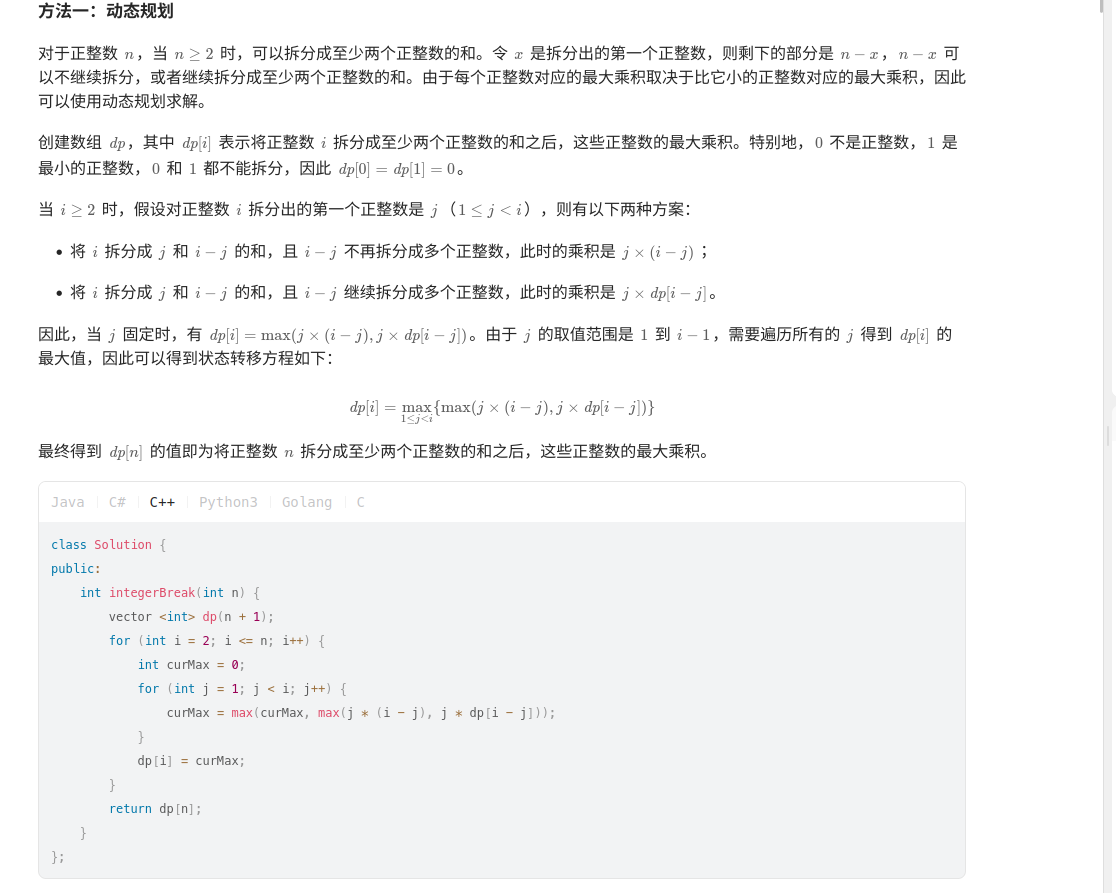 方法一：动态规划
对于正整数 n，当 n ≥ 2 时，可以拆分成至少两个正整数的和。令 x 是拆分出的第一个正整数，则剩下的部分是 n − x，n − x 可
以不继续拆分，或者继续拆分成至少两个正整数的和。由于每个正整数对应的最大乘积取决于比它小的正整数对应的最大乘积，因此
可以使用动态规划求解。
创建数组 dp，其中 dp[i] 表示将正整数 i 拆分成至少两个正整数的和之后，这些正整数的最大乘积。特别地，0 不是正整数，1 是
最小的正整数，0 和 1 都不能拆分，因此 dp[0] = dp[1] = 0。
当 i ≥ 2 时，假设对正整数 i 拆分出的第一个正整数是 j（1 ≤ j < i），则有以下两种方案：
• 将 i 拆分成 j 和 i − j 的和，且 i − j 不再拆分成多个正整数，此时的乘积是 j × (i − j)；
• 将 i 拆分成 j 和 i − j 的和，且 i − j 继续拆分成多个正整数，此时的乘积是 j × dp[i − j]。
因此，当 j 固定时，有 dp[i] = max(j × (i − j), j × dp[i − j])。由于 j 的取值范围是 1 到 i − 1，需要遍历所有的 j 得到 dp[i] 的
最大值，因此可以得到状态转移方程如下：
dp[i] = max{max(j × (i − j), j × dp[i − j])}
1≤j<i
最终得到 dp[n] 的值即为将正整数 n 拆分成至少两个正整数的和之后，这些正整数的最大乘积。
Java C# C++ Python3 Golang C
class Solution {
public:
    int integerBreak(int n) {
        vector <int> dp(n + 1);
        for (int i = 2; i <= n; i++) {
            int curMax = 0;
            for (int j = 1; j < i; j++) {
                curMax = max(curMax, max(j * (i − j), j * dp[i − j]));
            }
            dp[i] = curMax;
        }
        return dp[n];
    }
};